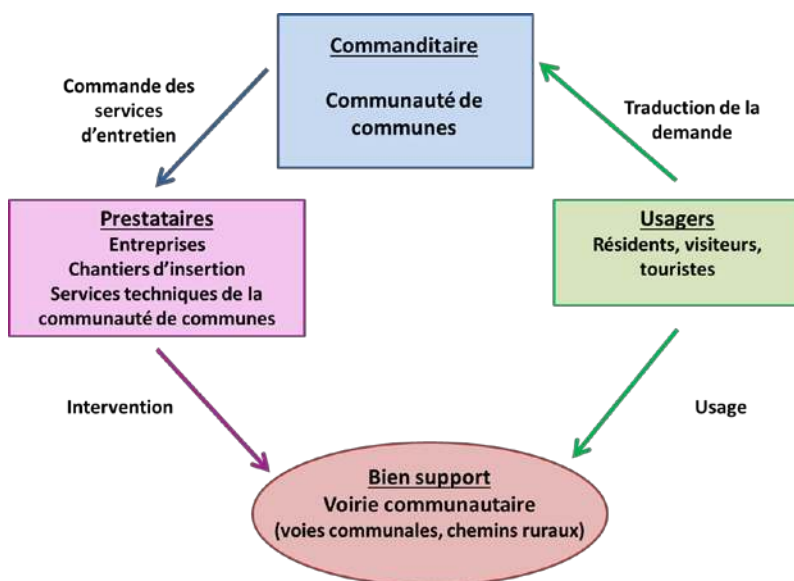 Commanditaire
Communauté de
communes
Commande des
services
d'entretien
Traduction de la
demande
Prestataires
Entreprises
Chantiers d'insertion
Services techniques de la
communauté de communes
Usagers
Résidents, visiteurs,
touristes
Intervention
Usage
Bien support
Voirie communautaire
(voies communales, chemins ruraux)